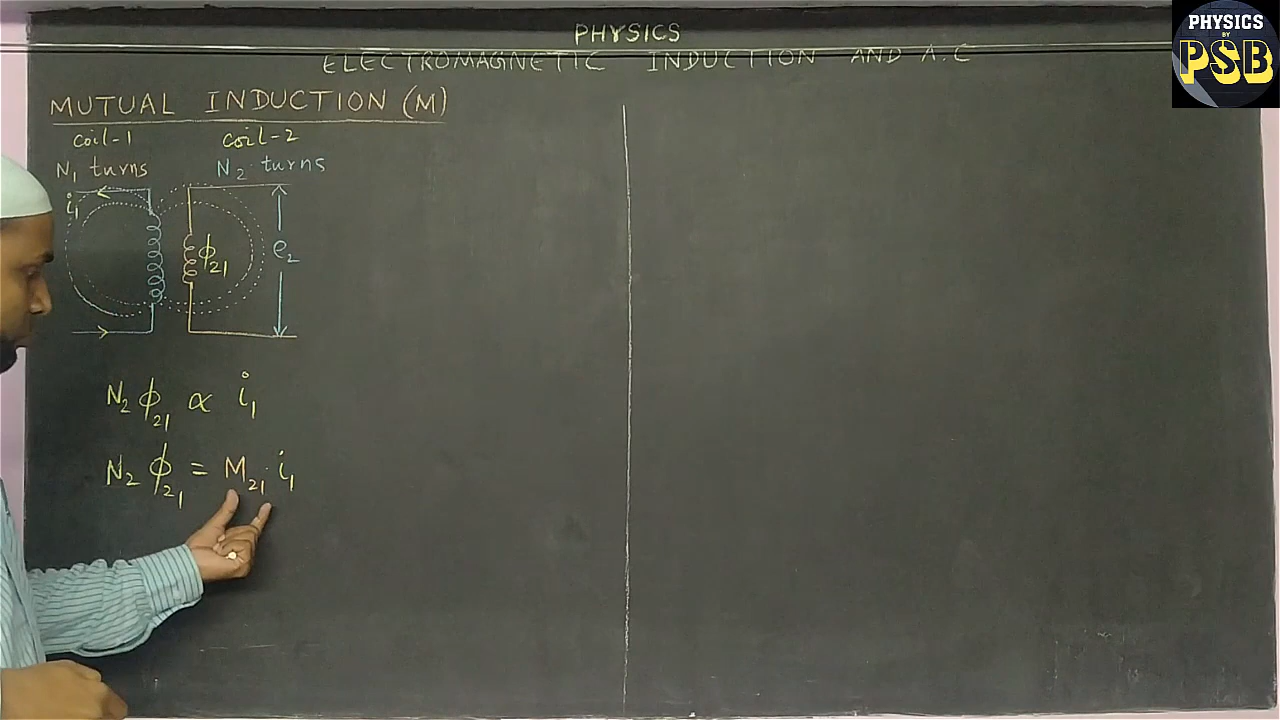 PHYSICS
ELECTROMAGNETIC INDUCTION AND A.C
PHYSICS
BY
PSB
MUTUAL INDUCTION (M)
coil-1 coil-2
N₁ turns N₂ turns
i₁
ϕ₂₁ e₂
N₂ ϕ₂₁ ∝ i₁
N₂ ϕ₂₁ = M₂₁ · i₁